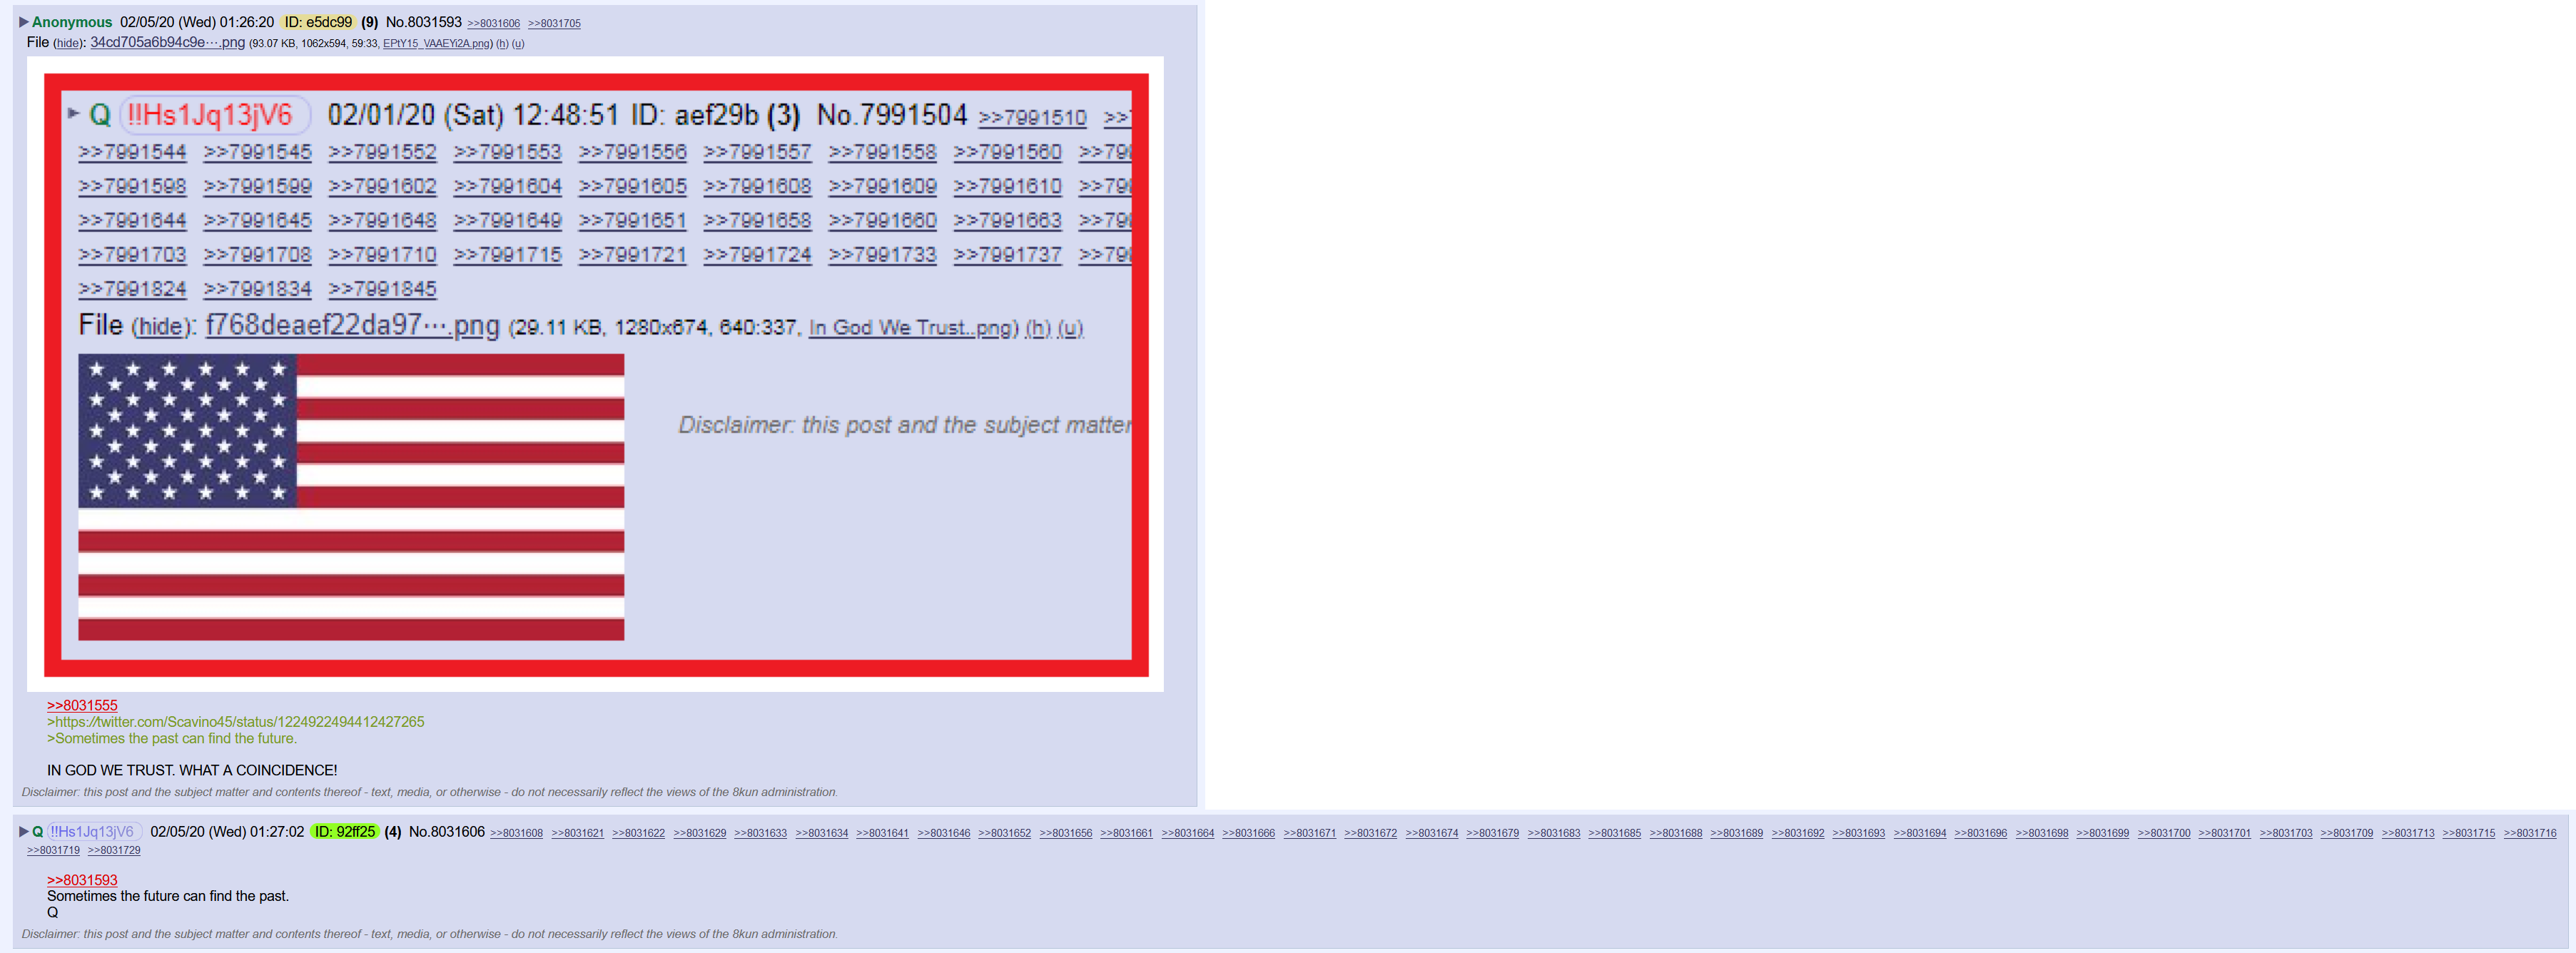 ▶ Anonymous 02/05/20 (Wed) 01:26:20 ID: e5dc99 (9) No.8031593 >>8031606 >>8031705
File (hide): 34cd705a6b94c9e⋯.png (93.07 KB, 1062x594, 59:33, EPtY15_VAAEYi2A.png) (h) (u)
▶ Q !!Hs1Jq13jV6 02/01/20 (Sat) 12:48:51 ID: aef29b (3) No.7991504 >>7991510 >>7
>>7991544 >>7991545 >>7991552 >>7991553 >>7991556 >>7991557 >>7991558 >>7991560 >>799
>>7991598 >>7991599 >>7991602 >>7991604 >>7991605 >>7991608 >>7991609 >>7991610 >>799
>>7991644 >>7991645 >>7991648 >>7991649 >>7991651 >>7991658 >>7991660 >>7991663 >>799
>>7991703 >>7991708 >>7991710 >>7991715 >>7991721 >>7991724 >>7991733 >>7991737 >>799
>>7991824 >>7991834 >>7991845
File (hide): f768deaef22da97⋯.png (29.11 KB, 1280x674, 640:337, In God We Trust..png) (h) (u)
Disclaimer: this post and the subject matter
>>8031555
>https://twitter.com/Scavino45/status/1224922494412427265
>Sometimes the past can find the future.
IN GOD WE TRUST. WHAT A COINCIDENCE!
Disclaimer: this post and the subject matter and contents thereof - text, media, or otherwise - do not necessarily reflect the views of the 8kun administration.
▶ Q !!Hs1Jq13jV6 02/05/20 (Wed) 01:27:02 ID: 92ff25 (4) No.8031606 >>8031608 >>8031621 >>8031622 >>8031629 >>8031633 >>8031634 >>8031641 >>8031646 >>8031652 >>8031656 >>8031661 >>8031664 >>8031666 >>8031671 >>8031672 >>8031674 >>8031679 >>8031683 >>8031685 >>8031688 >>8031689 >>8031692 >>8031693 >>8031694 >>8031696 >>8031698 >>8031699 >>8031700 >>8031701 >>8031703 >>8031709 >>8031713 >>8031715 >>8031716
>>8031719 >>8031729
>>8031593
Sometimes the future can find the past.
Q
Disclaimer: this post and the subject matter and contents thereof - text, media, or otherwise - do not necessarily reflect the views of the 8kun administration.